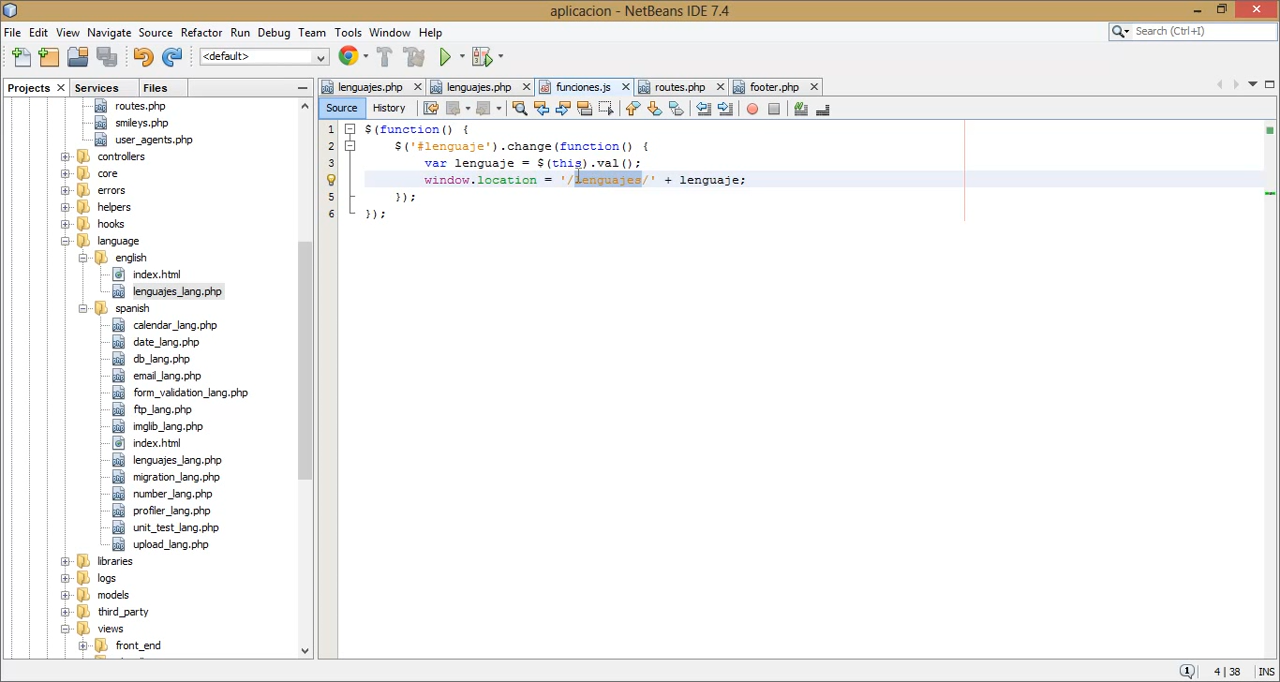 aplicacion - NetBeans IDE 7.4
File Edit View Navigate Source Refactor Run Debug Team Tools Window Help
Search (Ctrl+I)
<default>
Projects Services Files
lenguajes.php lenguajes.php funciones.js routes.php footer.php
Source History
routes.php
smileys.php
user_agents.php
controllers
core
errors
helpers
hooks
language
english
index.html
lenguajes_lang.php
spanish
calendar_lang.php
date_lang.php
db_lang.php
email_lang.php
form_validation_lang.php
ftp_lang.php
imglib_lang.php
index.html
lenguajes_lang.php
migration_lang.php
number_lang.php
profiler_lang.php
unit_test_lang.php
upload_lang.php
libraries
logs
models
third_party
views
front_end
1 $(function() {
2 $('#lenguaje').change(function() {
3 var lenguaje = $(this).val();
window.location = '/lenguajes/' + lenguaje;
5 });
6 });
1 4 | 38 INS